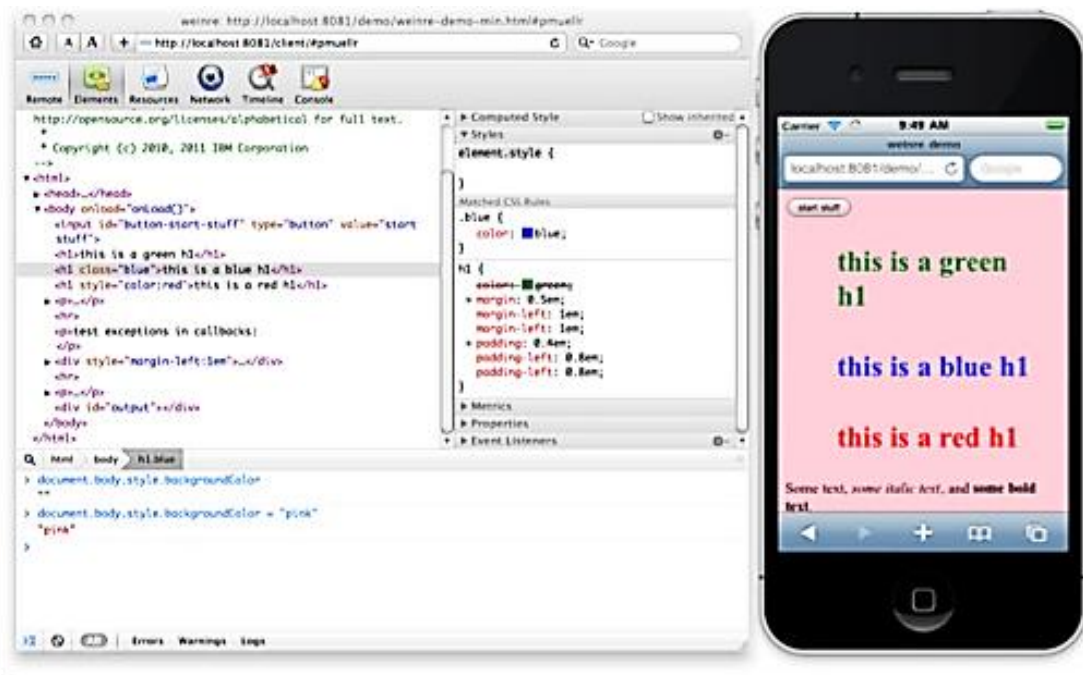 weinre: http://localhost:8081/demo/weinre-demo-min.html#pmuellr
A A + http://localhost:8081/client/#pmuellr C Google
Remote Elements Resources Network Timeline Console
http://opensource.org/licenses/alphabetical for full text.
*
* Copyright (c) 2010, 2011 IBM Corporation
-->
<html>
<head>…</head>
<body onload="onLoad()">
<input id="button-start-stuff" type="button" value="start
stuff">
<h1>this is a green h1</h1>
<h1 class="blue">this is a blue h1</h1>
<h1 style="color:red">this is a red h1</h1>
<p>…</p>
<hr>
<p>test exceptions in callbacks:
</p>
<div style="margin-left:1em">…</div>
<hr>
<p>…</p>
<div id="output"></div>
</body>
</html>
Computed Style Show inherited
Styles
element.style {
}
Matched CSS Rules
.blue {
color: blue;
}
h1 {
color: green;
margin: 0.5em;
margin-left: 1em;
margin-left: 1em;
padding: 0.4em;
padding-left: 0.8em;
padding-left: 0.8em;
}
Metrics
Properties
Event Listeners
html body h1.blue
> document.body.style.backgroundColor
""
> document.body.style.backgroundColor = "pink"
"pink"
>
Errors Warnings Logs
Carrier 9:49 AM
weinre demo
localhost:8081/demo/... Google
start stuff
this is a green
h1
this is a blue h1
this is a red h1
Some text, some italic text, and some bold
text.